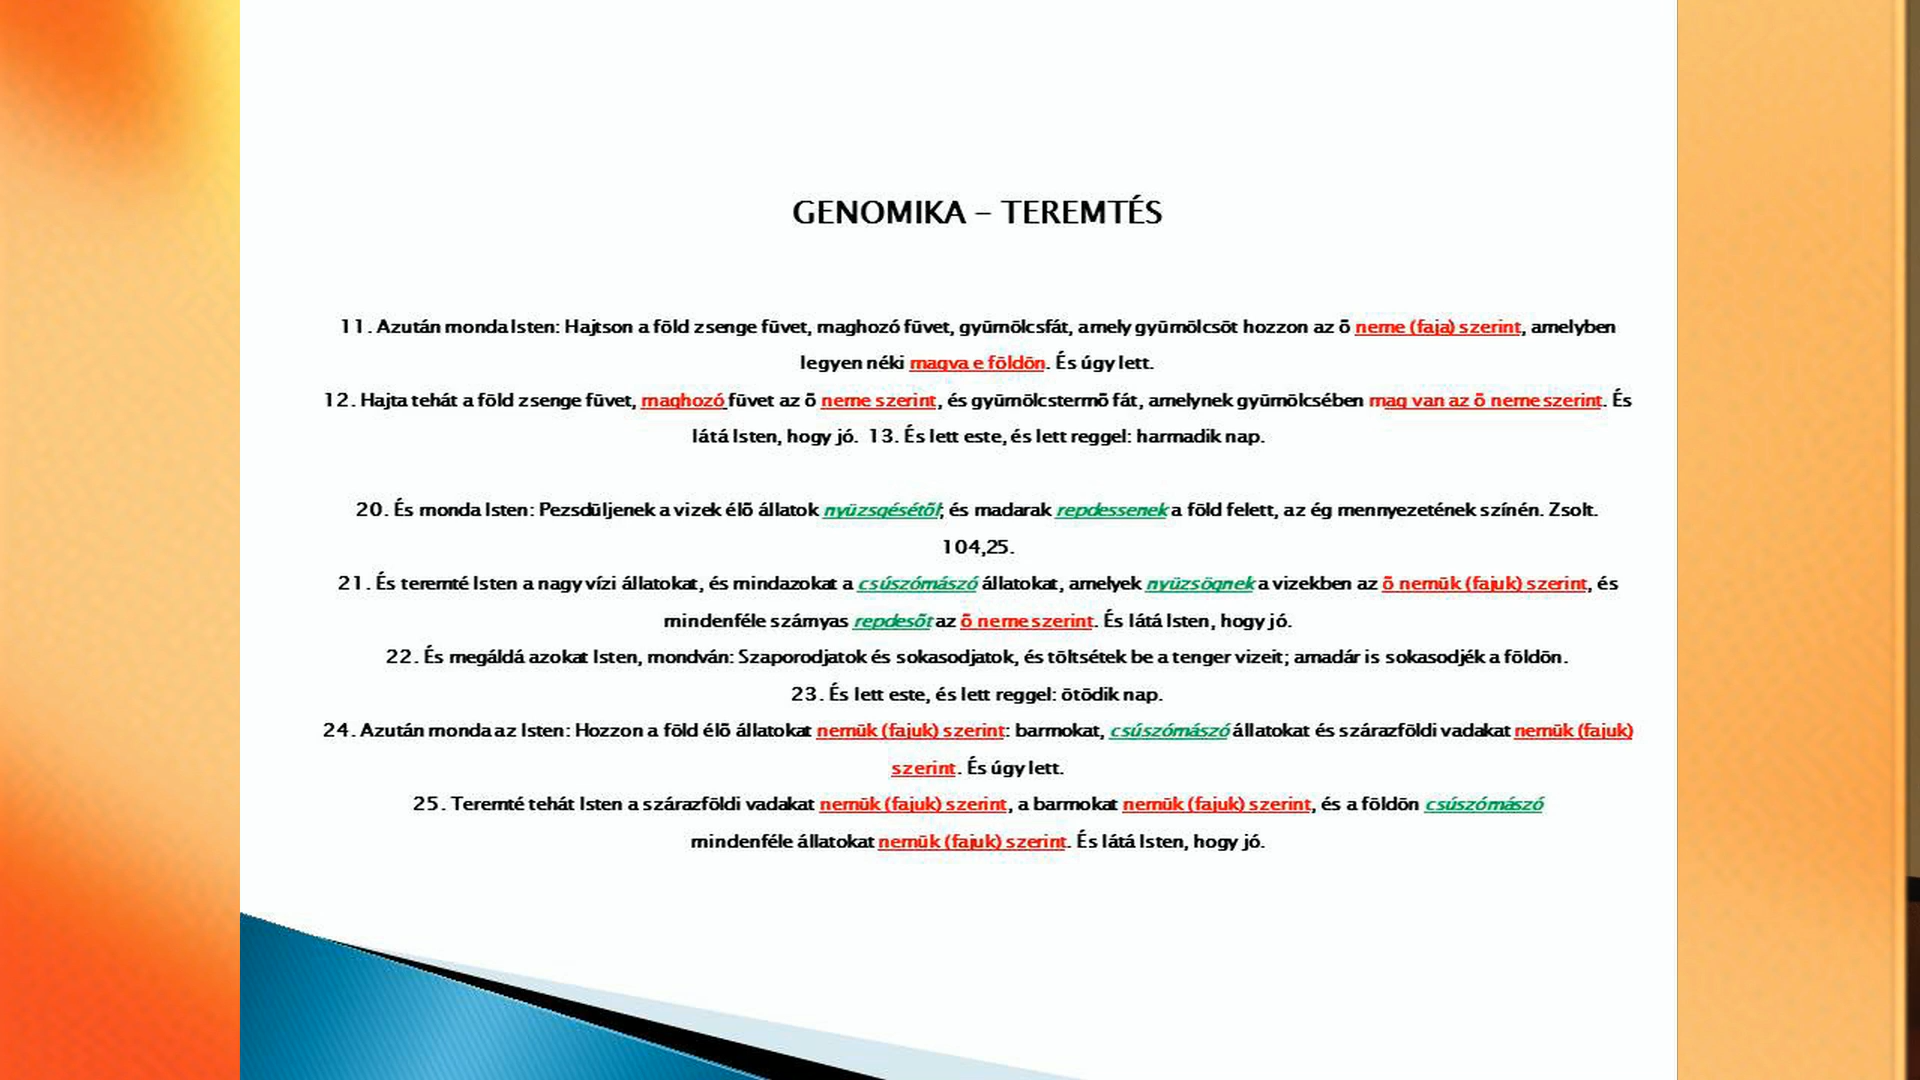 GENOMIKA – TEREMTÉS
11. Azután monda Isten: Hajtson a föld zsenge füvet, maghozó füvet, gyümölcsfát, amely gyümölcsöt hozzon az õ neme (faja) szerint, amelyben
legyen néki magva e földön. És úgy lett.
12. Hajta tehát a föld zsenge füvet, maghozó füvet az õ neme szerint, és gyümölcstermõ fát, amelynek gyümölcsében mag van az õ neme szerint. És
látá Isten, hogy jó. 13. És lett este, és lett reggel: harmadik nap.
20. És monda Isten: Pezsdüljenek a vizek élõ állatok nyüzsgésétõl; és madarak repdessenek a föld felett, az ég mennyezetének színén. Zsolt.
104,25.
21. És teremté Isten a nagy vízi állatokat, és mindazokat a csúszómászó állatokat, amelyek nyüzsögnek a vizekben az õ nemük (fajuk) szerint, és
mindenféle szárnyas repdesõt az õ neme szerint. És látá Isten, hogy jó.
22. És megáldá azokat Isten, mondván: Szaporodjatok és sokasodjatok, és töltsétek be a tenger vizeit; a madár is sokasodjék a földön.
23. És lett este, és lett reggel: ötödik nap.
24. Azután monda az Isten: Hozzon a föld élõ állatokat nemük (fajuk) szerint: barmokat, csúszómászó állatokat és szárazföldi vadakat nemük (fajuk)
szerint. És úgy lett.
25. Teremté tehát Isten a szárazföldi vadakat nemük (fajuk) szerint, a barmokat nemük (fajuk) szerint, és a földön csúszómászó
mindenféle állatokat nemük (fajuk) szerint. És látá Isten, hogy jó.